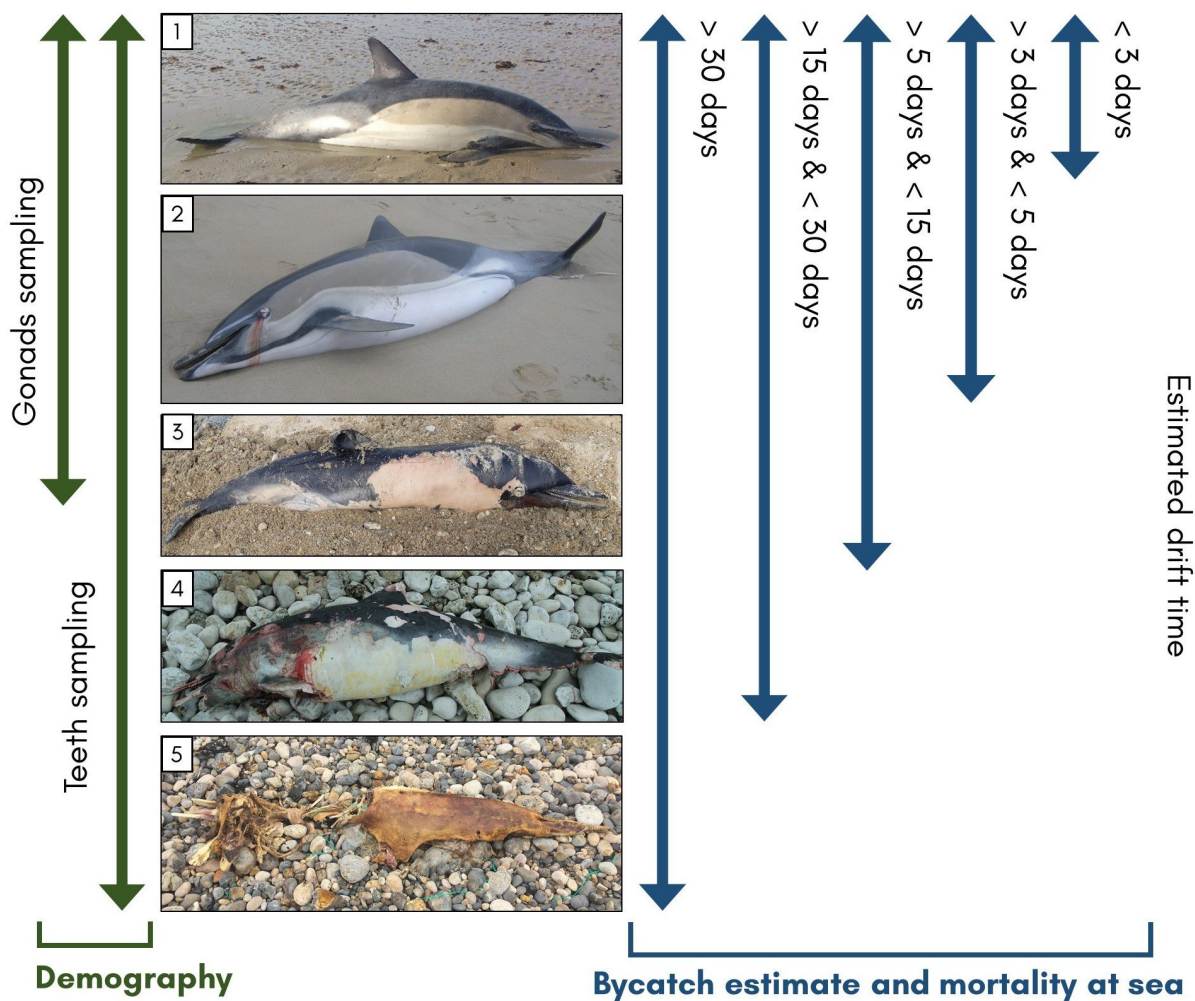 Gonads sampling
Teeth sampling
1
2
3
4
5
> 30 days
> 15 days & < 30 days
> 5 days & < 15 days
> 3 days & < 5 days
< 3 days
Estimated drift time
Demography
Bycatch estimate and mortality at sea